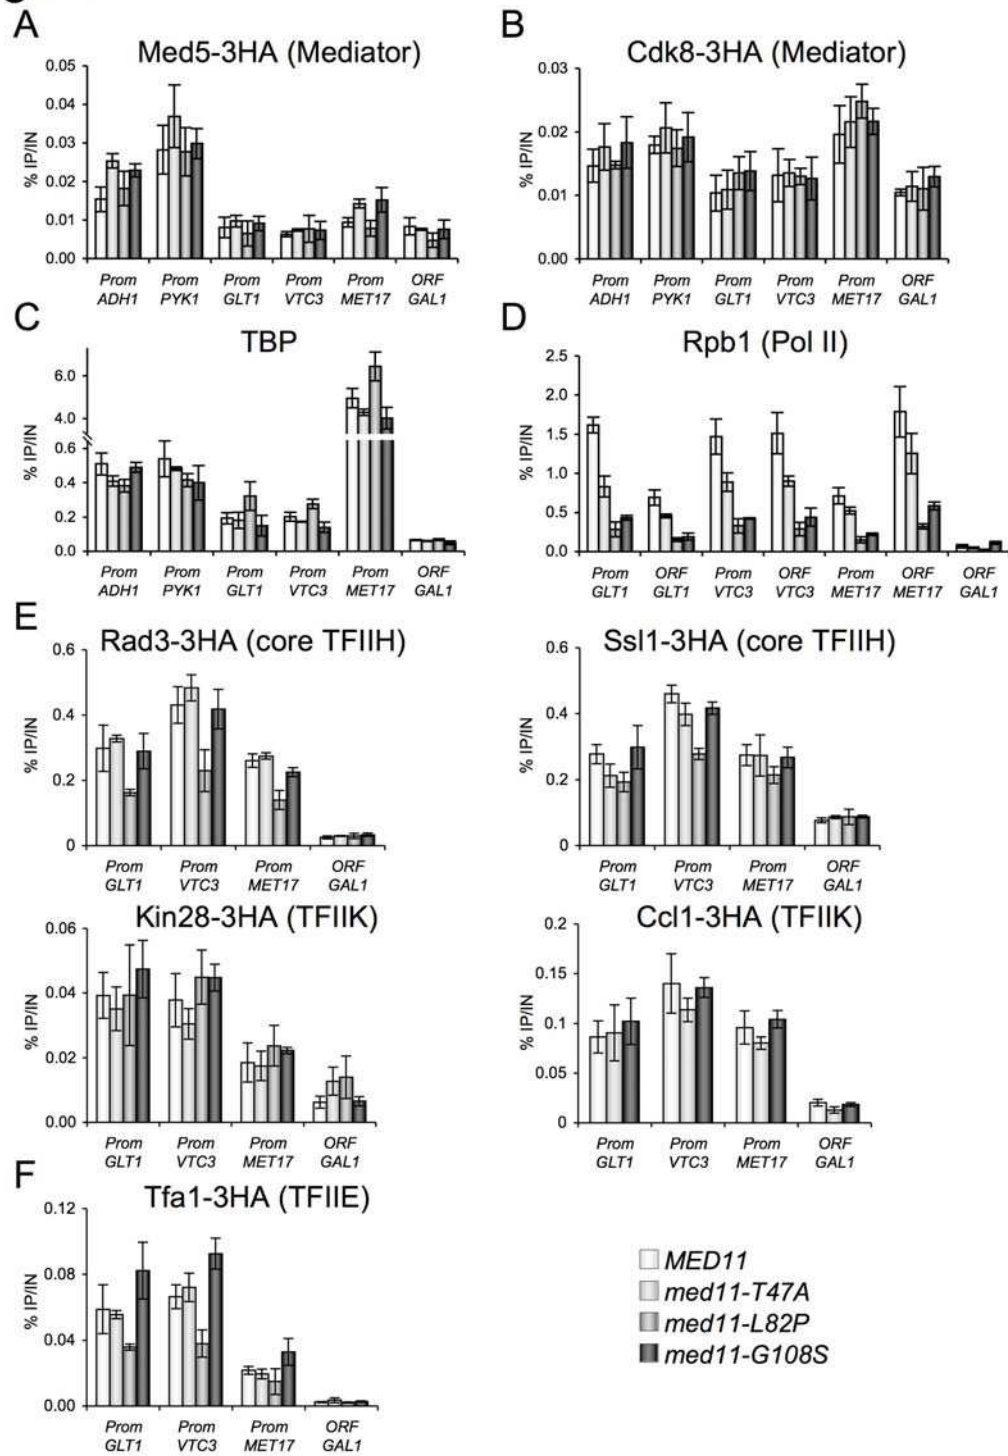 A
Med5-3HA (Mediator)
% IP/IN
0.05
0.04
0.03
0.02
0.01
0.00
Prom Prom Prom Prom Prom ORF
ADH1 PYK1 GLT1 VTC3 MET17 GAL1
B
Cdk8-3HA (Mediator)
% IP/IN
0.03
0.02
0.01
0.00
Prom Prom Prom Prom Prom ORF
ADH1 PYK1 GLT1 VTC3 MET17 GAL1
C
TBP
% IP/IN
6.0
4.0
0.6
0.4
0.2
0.0
Prom Prom Prom Prom Prom ORF
ADH1 PYK1 GLT1 VTC3 MET17 GAL1
D
Rpb1 (Pol II)
% IP/IN
2.5
2.0
1.5
1.0
0.5
0.0
Prom ORF Prom ORF Prom ORF ORF
GLT1 GLT1 VTC3 VTC3 MET17 MET17 GAL1
E
Rad3-3HA (core TFIIH)
% IP/IN
0.6
0.4
0.2
0
Prom Prom Prom ORF
GLT1 VTC3 MET17 GAL1
Ssl1-3HA (core TFIIH)
% IP/IN
0.6
0.4
0.2
0
Prom Prom Prom ORF
GLT1 VTC3 MET17 GAL1
Kin28-3HA (TFIIK)
% IP/IN
0.06
0.04
0.02
0.00
Prom Prom Prom ORF
GLT1 VTC3 MET17 GAL1
Ccl1-3HA (TFIIK)
% IP/IN
0.2
0.15
0.1
0.05
0
Prom Prom Prom ORF
GLT1 VTC3 MET17 GAL1
F
Tfa1-3HA (TFIIE)
% IP/IN
0.12
0.08
0.04
0.00
Prom Prom Prom ORF
GLT1 VTC3 MET17 GAL1
MED11
med11-T47A
med11-L82P
med11-G108S